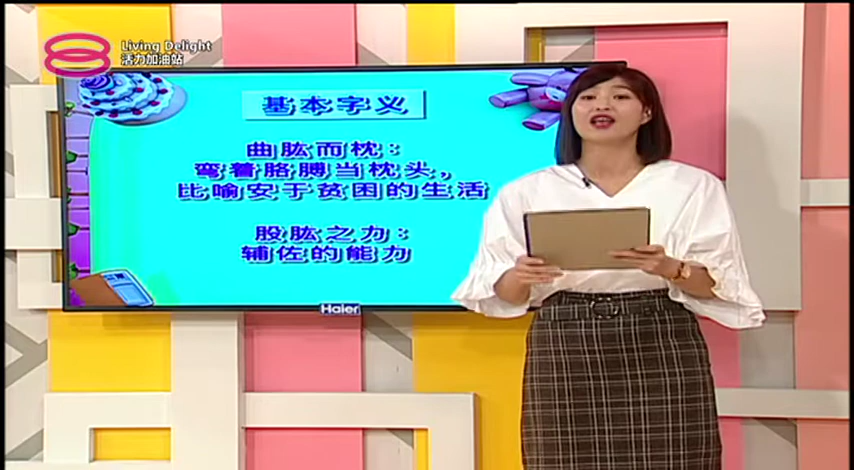 Living Delight
活力加油站
基本字义
曲肱而枕：
弯着胳膊当枕头，
比喻安于贫困的生活
股肱之力：
辅佐的能力
Haier